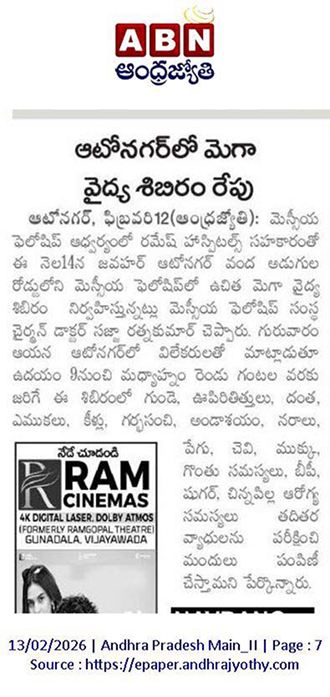 ABN
ఆంధ్రజ్యోతి
ఆటోనగర్‌లో మెగా
వైద్య శిబిరం రేపు
ఆటోనగర్, ఫిబ్రవరి12(ఆంధ్రజ్యోతి): మెస్సీయ
ఫెలోషిప్ ఆధ్వర్యంలో రమేష్ హాస్పిటల్స్ సహకారంతో
ఈ నెల14న జవహర్ ఆటోనగర్ వంద అడుగుల
రోడ్డులోని మెస్సీయ ఫెలోషిప్‌లో ఉచిత మెగా వైద్య
శిబిరం నిర్వహిస్తున్నట్లు మెస్సీయ ఫెలోషిప్ సంస్థ
చైర్మన్ డాక్టర్ సజ్జా రత్నకుమార్ చెప్పారు. గురువారం
ఆయన ఆటోనగర్‌లో విలేకరులతో మాట్లాడుతూ
ఉదయం 9నుంచి మధ్యాహ్నం రెండు గంటల వరకు
జరిగే ఈ శిబిరంలో గుండె, ఊపిరితిత్తులు, దంత,
ఎముకలు, కీళ్లు, గర్భసంచి, అండాశయం, నరాలు,
పేగు, చెవి, ముక్కు,
గొంతు సమస్యలు, బీపీ,
షుగర్, చిన్నపిల్ల ఆరోగ్య
సమస్యలు తదితర
వ్యాధులను పరీక్షించి
మందులు పంపిణీ
చేస్తామని పేర్కొన్నారు.
నేడే చూడండి
RAM
CINEMAS
4K DIGITAL LASER, DOLBY ATMOS
(FORMERLY RAMGOPAL THEATRE)
GUNADALA, VIJAYAWADA
13/02/2026 | Andhra Pradesh Main_II | Page : 7
Source : https://epaper.andhrajyothy.com